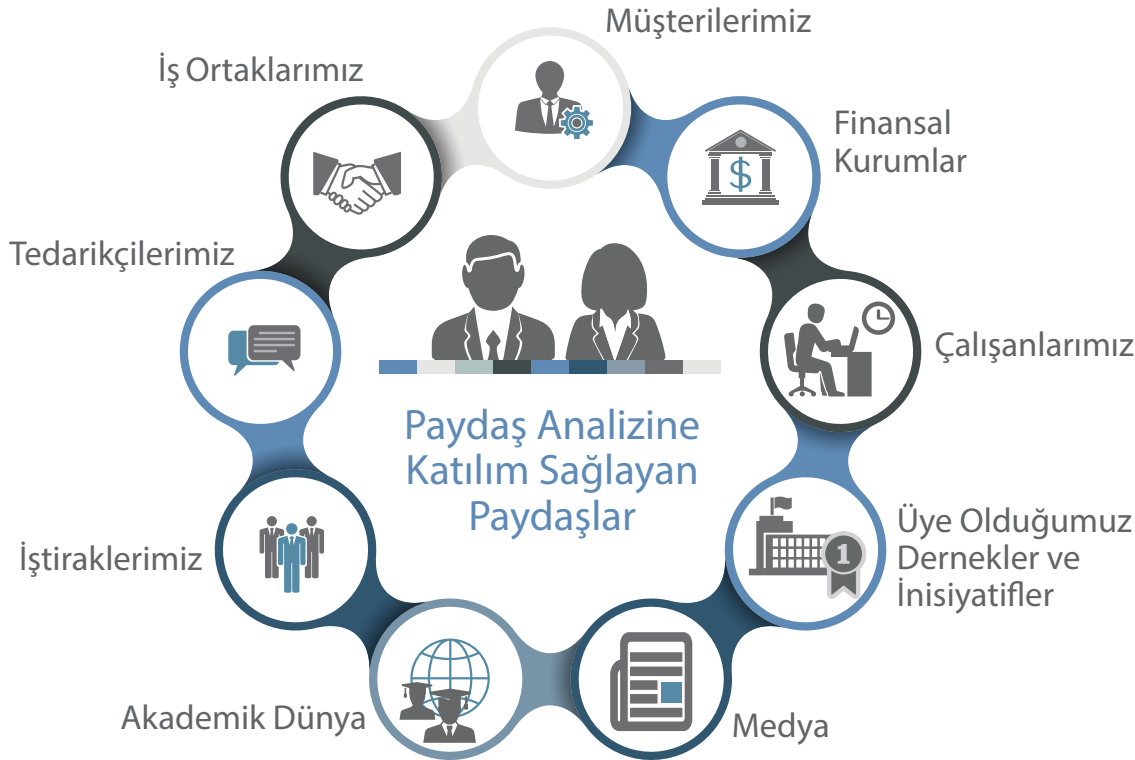 Müşterilerimiz
Finansal
Kurumlar
Çalışanlarımız
Üye Olduğumuz
Dernekler ve
İnisiyatifler
1
Medya
Akademik Dünya
İştiraklerimiz
Tedarikçilerimiz
İş Ortaklarımız
$
Paydaş Analizine
Katılım Sağlayan
Paydaşlar